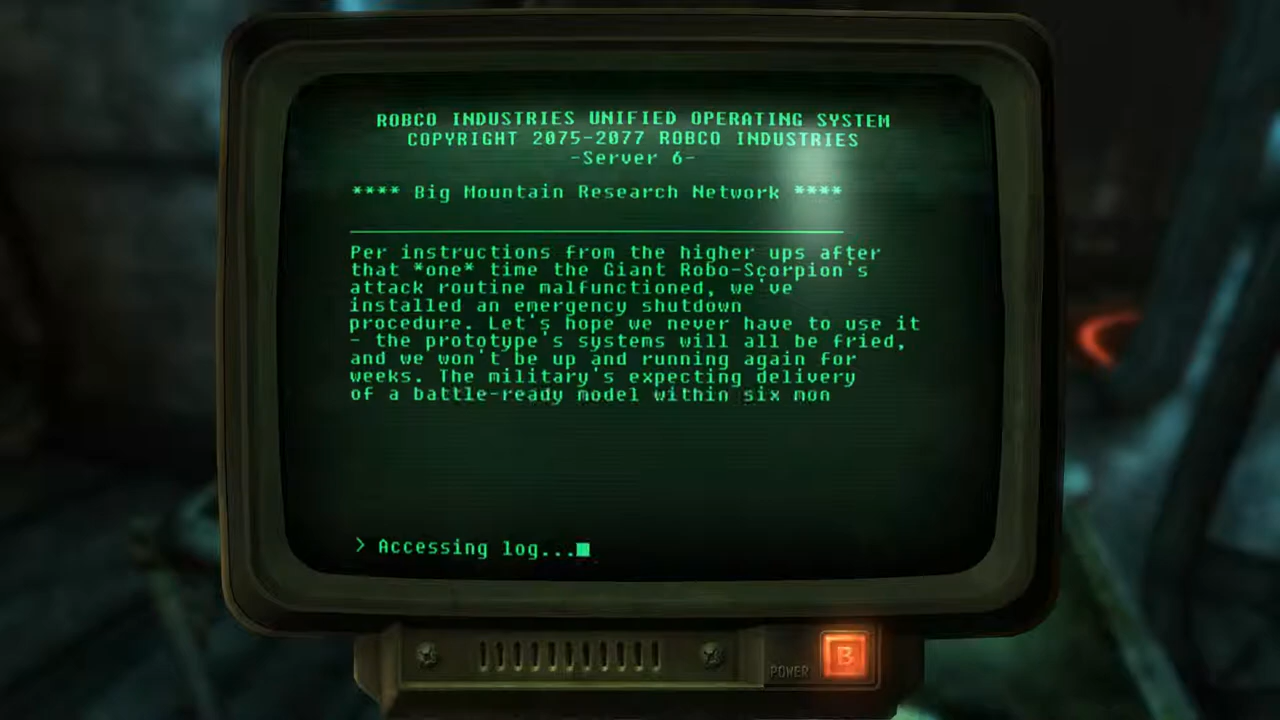 ROBCO INDUSTRIES UNIFIED OPERATING SYSTEM
COPYRIGHT 2075-2077 ROBCO INDUSTRIES
-Server 6-
**** Big Mountain Research Network ****
Per instructions from the higher ups after
that *one* time the Giant Robo-Scorpion's
attack routine malfunctioned, we've
installed an emergency shutdown
procedure. Let's hope we never have to use it
- the prototype's systems will all be fried,
and we won't be up and running again for
weeks. The military's expecting delivery
of a battle-ready model within six mon
> Accessing log...
POWER
B